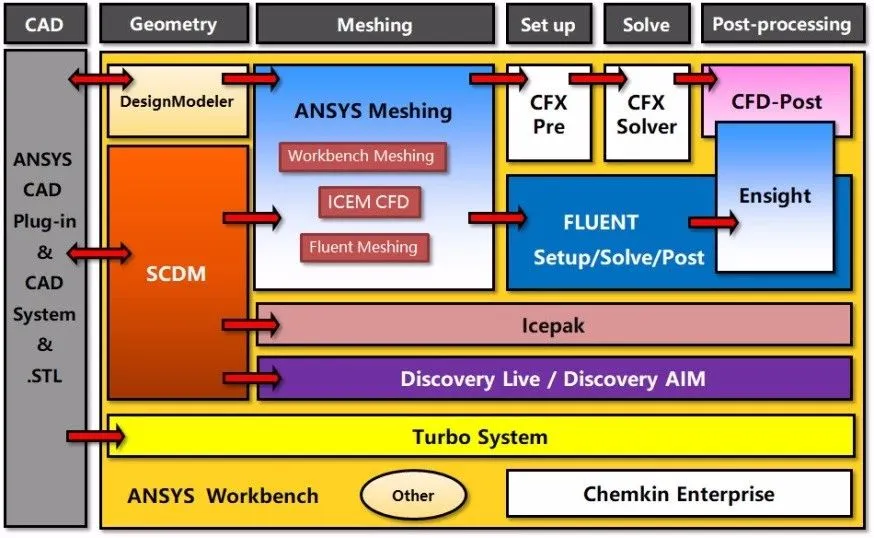 CAD
Geometry
Meshing
Set up
Solve
Post-processing
ANSYS
CAD
Plug-in
&
CAD
System
&
.STL
DesignModeler
SCDM
ANSYS Meshing
Workbench Meshing
ICEM CFD
Fluent Meshing
CFX
Pre
CFX
Solver
CFD-Post
Ensight
FLUENT
Setup/Solve/Post
Icepak
Discovery Live / Discovery AIM
Turbo System
ANSYS Workbench
Other
Chemkin Enterprise